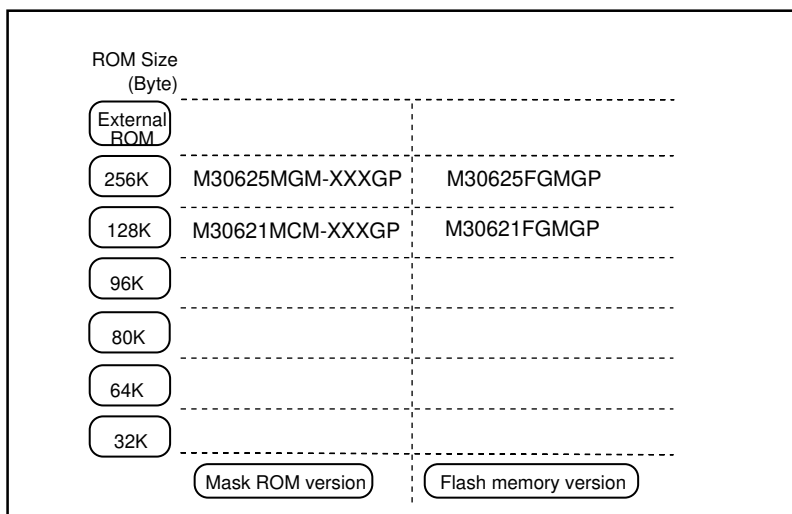 ROM Size
(Byte)
External
ROM
256K M30625MGM-XXXGP M30625FGMGP
128K M30621MCM-XXXGP M30621FGMGP
96K
80K
64K
32K
Mask ROM version Flash memory version